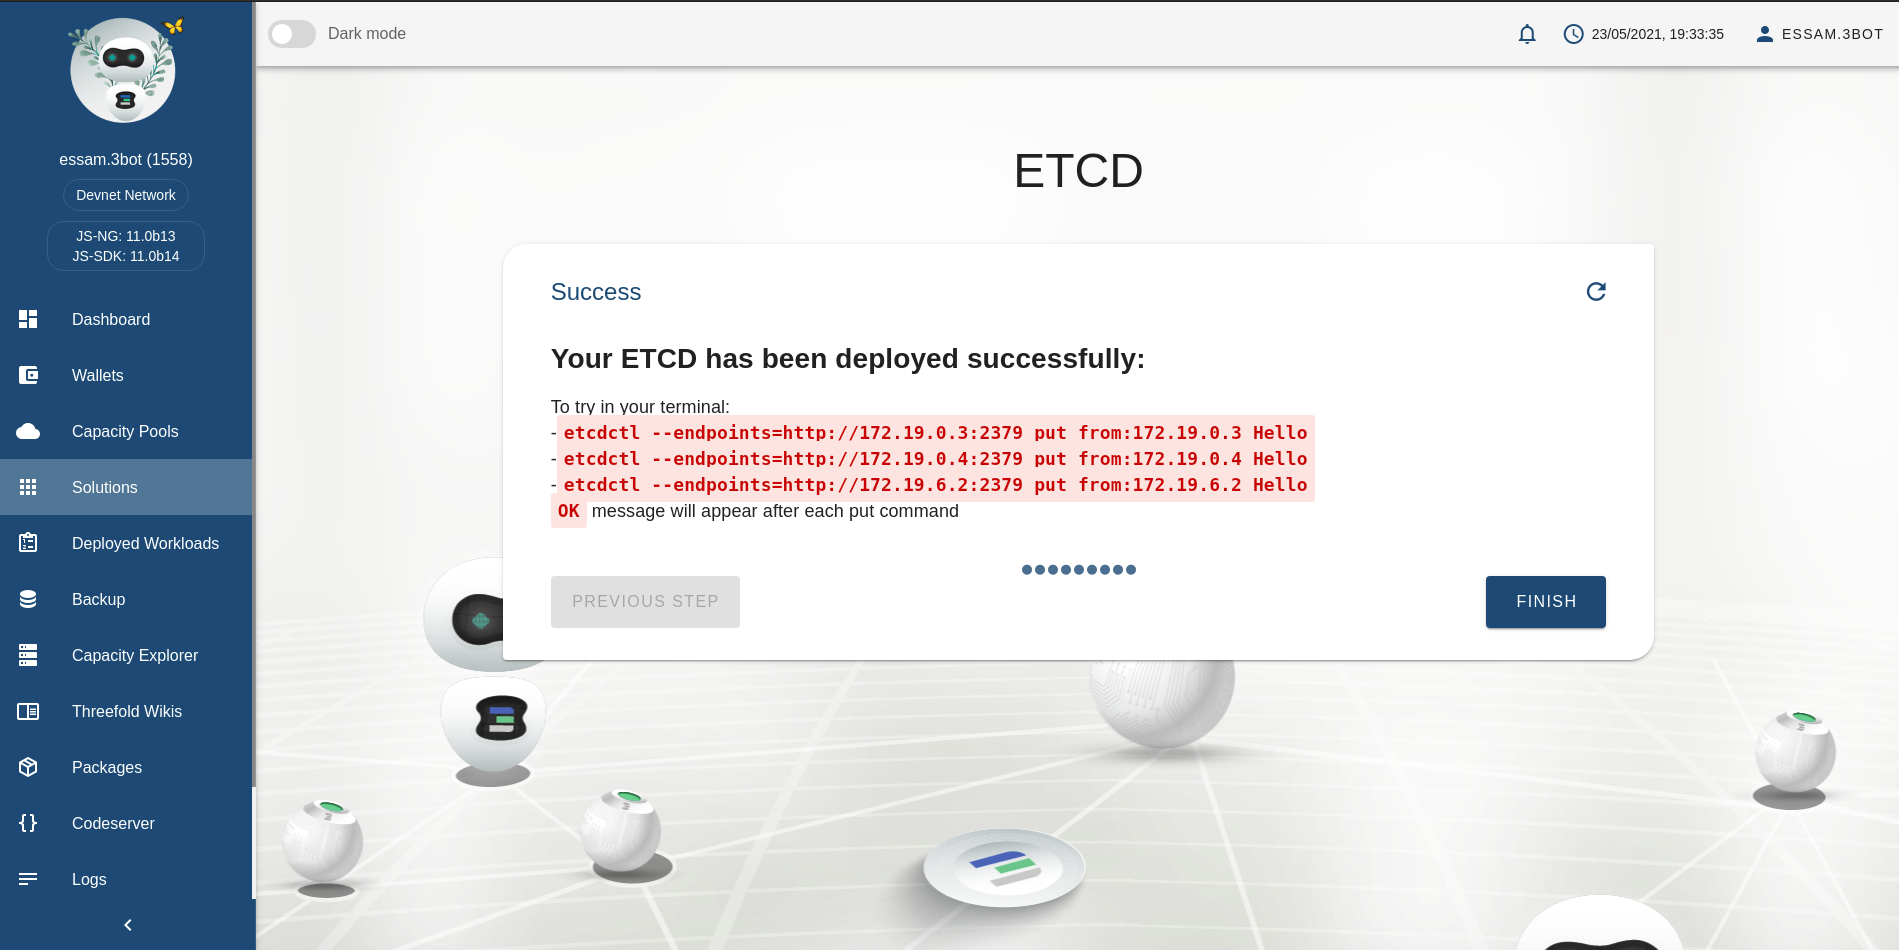 Dark mode
23/05/2021, 19:33:35
ESSAM.3BOT
essam.3bot (1558)
Devnet Network
JS-NG: 11.0b13
JS-SDK: 11.0b14
Dashboard
Wallets
Capacity Pools
Solutions
Deployed Workloads
Backup
Capacity Explorer
Threefold Wikis
Packages
Codeserver
Logs
ETCD
Success
Your ETCD has been deployed successfully:
To try in your terminal:
- etcdctl --endpoints=http://172.19.0.3:2379 put from:172.19.0.3 Hello
- etcdctl --endpoints=http://172.19.0.4:2379 put from:172.19.0.4 Hello
- etcdctl --endpoints=http://172.19.6.2:2379 put from:172.19.6.2 Hello
OK message will appear after each put command
PREVIOUS STEP
FINISH